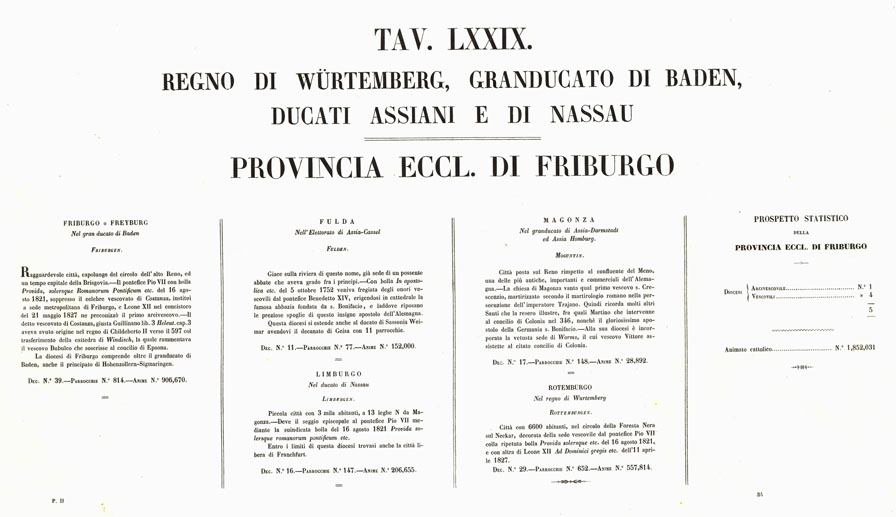 TAV. LXXIX.
REGNO DI WÜRTEMBERG, GRANDUCATO DI BADEN,
DUCATI ASSIANI E DI NASSAU
PROVINCIA ECCL. DI FRIBURGO
FRIBURGO o FREYBURG
Nel gran ducato di Baden
FRIBURGEN.
Ragguardevole città, capoluogo del circolo dell'alto Reno, ed
un tempo capitale della Brisgovia.—Il pontefice Pio VII con bolla
Provida, solersque Romanorum Pontificum etc. del 16 ago-
sto 1821, soppresso il celebre vescovato di Costanza, institui
a sede metropolitana di Friburgo, e Leone XII nel concistoro
del 21 maggio 1827 ne preconizzò il primo arcivescovo.—Il
detto vescovato di Costanza, giusta Guillimano lib. 3 Helvet. cap. 3
aveva avuto origine nel regno di Childeberto II verso il 597 col
trasferimento della cattedra di Windisch, la quale rammentava
il vescovo Bubulco che soscrisse al concilio di Epaona.
La diocesi di Friburgo comprende oltre il granducato di
Baden, anche il principato di Hohenzollern-Sigmaringen.
DEC. N.º 39.—PARROCCHIE N.º 814.—ANIME N.º 906,670.
FULDA
Nell'Elettorato di Assia-Cassel
FULDEN.
Giace sulla riviera di questo nome, già sede di un possente
abbate che aveva grado fra i principi.—Con bolla di aposto-
lica etc. del 5 ottobre 1752 veniva fregiata degli onori ve-
scovili dal pontefice Benedetto XIV, erigendosi in cattedrale la
famosa abbazia fondata da s. Bonifacio, e laddove riposano
le preziose spoglie di questo insigne apostolo dell'Alemagna.
Questa diocesi si estende anche al ducato di Sassonia Wei-
mar avendovi il decanato di Geisa con 11 parrocchie.
DEC. N.º 11.—PARROCCHIE N.º 77.—ANIME N.º 152,000.
LIMBURGO
Nel ducato di Nassau
LIMBURGEN.
Piccola città con 3 mila abitanti, a 13 leghe N da Ma-
gonza.—Deve il seggio episcopale al pontefice Pio VII me-
diante la suindicata bolla del 16 agosto 1821 Provida so-
lersque romanorum pontificum etc.
Entro i limiti di questa diocesi trovasi anche la città li-
bera di Francfurt.
DEC. N.º 16.—PARROCCHIE N.º 147.—ANIME N.º 206,655.
MAGONZA
Nel granducato di Assia-Darmstadt
ed Assia Homburg.
MOGUNTIN.
Città posta sul Reno rimpetto al confluente del Meno,
una delle più antiche, importanti e commerciali dell'Alema-
gna.—La chiesa di Magonza vanta qual primo vescovo s. Cre-
scenzio, martirizzato secondo il martirologio romano nella per-
secuzione dell'imperatore Trajano. Quindi ricorda molti altri
Santi che la resero illustre, fra quali Martino che intervenne
al concilio di Colonia nel 346, nonchè il gloriosissimo apo-
stolo della Germania s. Bonifacio.—Alla sua diocesi è incor-
porata la vetusta sede di Worms, il cui vescovo Vittore as-
sistette al citato concilio di Colonia.
DEC. N.º 17.—PARROCCHIE N.º 148.—ANIME N.º 28,892.
ROTEMBURGO
Nel regno di Wurtemberg
ROTTENBURGEN.
Città con 6600 abitanti, nel circolo della Foresta Nera
sul Neckar, decorata della sede vescovile dal pontefice Pio VII
colla ripetuta bolla Provida solersque etc. del 16 agosto 1821,
e con altra di Leone XII Ad Dominici gregis etc. dell'11 apri-
le 1827.
DEC. N.º 29.—PARROCCHIE N.º 652.—ANIME N.º 557,814.
PROSPETTO STATISTICO
DELLA
PROVINCIA ECCL. DI FRIBURGO
DIOCESI { ARCIVESCOVILE........ N.º 1
VESCOVILI........ » 4
5
Animato cattolico........ N.º 1,852,031
P. II
24